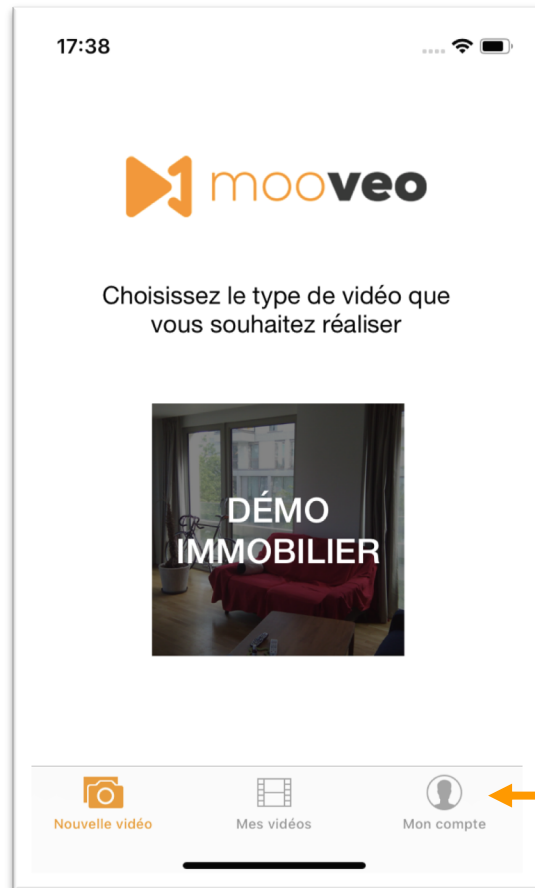 17:38
mooveo
Choisissez le type de vidéo que
vous souhaitez réaliser
DÉMO
IMMOBILIER
Nouvelle vidéo
Mes vidéos
Mon compte